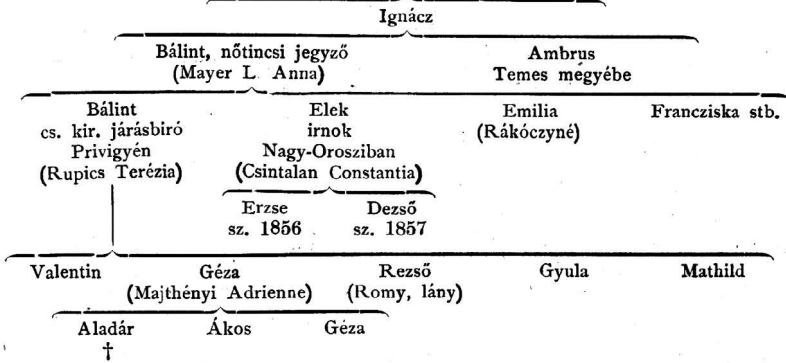 Ignácz
Bálint, nőtincsi jegyző Ambrus
(Mayer L. Anna) Temes megyébe
Bálint Elek Emilia Francziska stb.
cs. kir. járásbiró irnok (Rákóczyné)
Privigyén Nagy-Orosziban
(Rupics Terézia) (Csintalan Constantia)
Erzse Dezső
sz. 1856 sz. 1857
Valentin Géza Rezső Gyula Mathild
(Majthényi Adrienne) (Romy, lány)
Aladár Ákos Géza
†